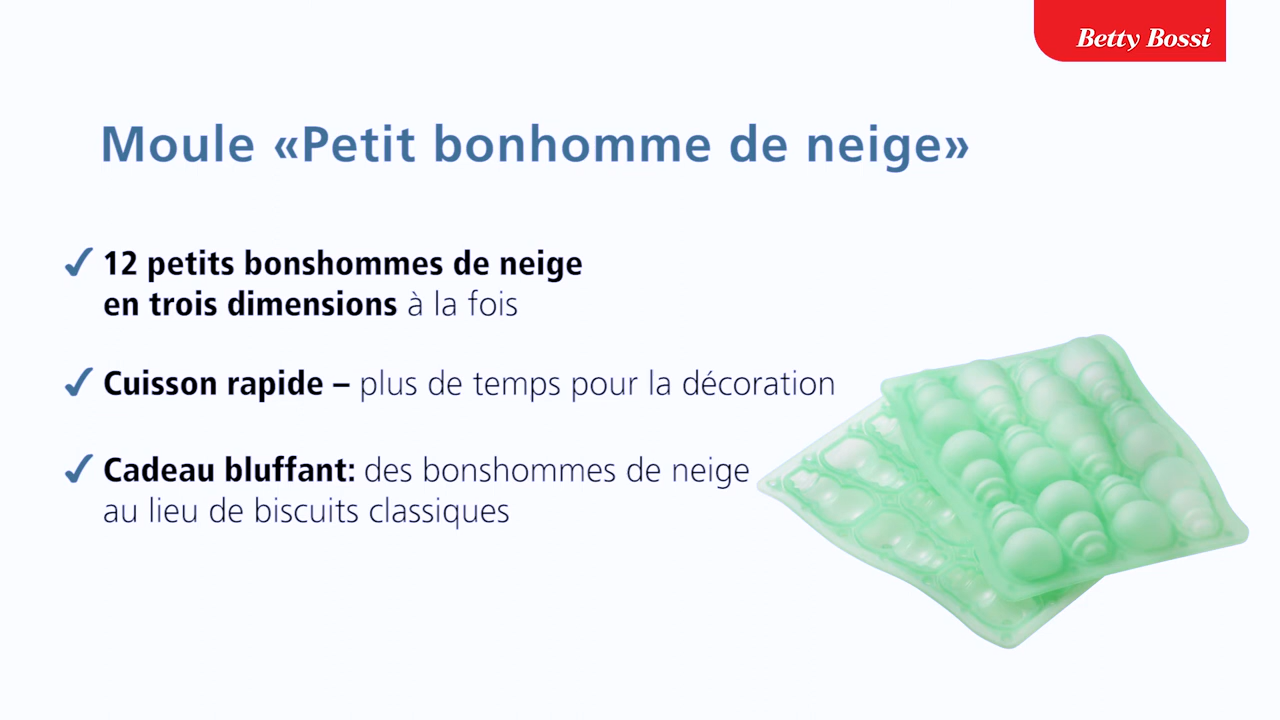 Betty Bossi
Moule «Petit bonhomme de neige»
✓ 12 petits bonshommes de neige
en trois dimensions à la fois
✓ Cuisson rapide – plus de temps pour la décoration
✓ Cadeau bluffant: des bonshommes de neige
au lieu de biscuits classiques